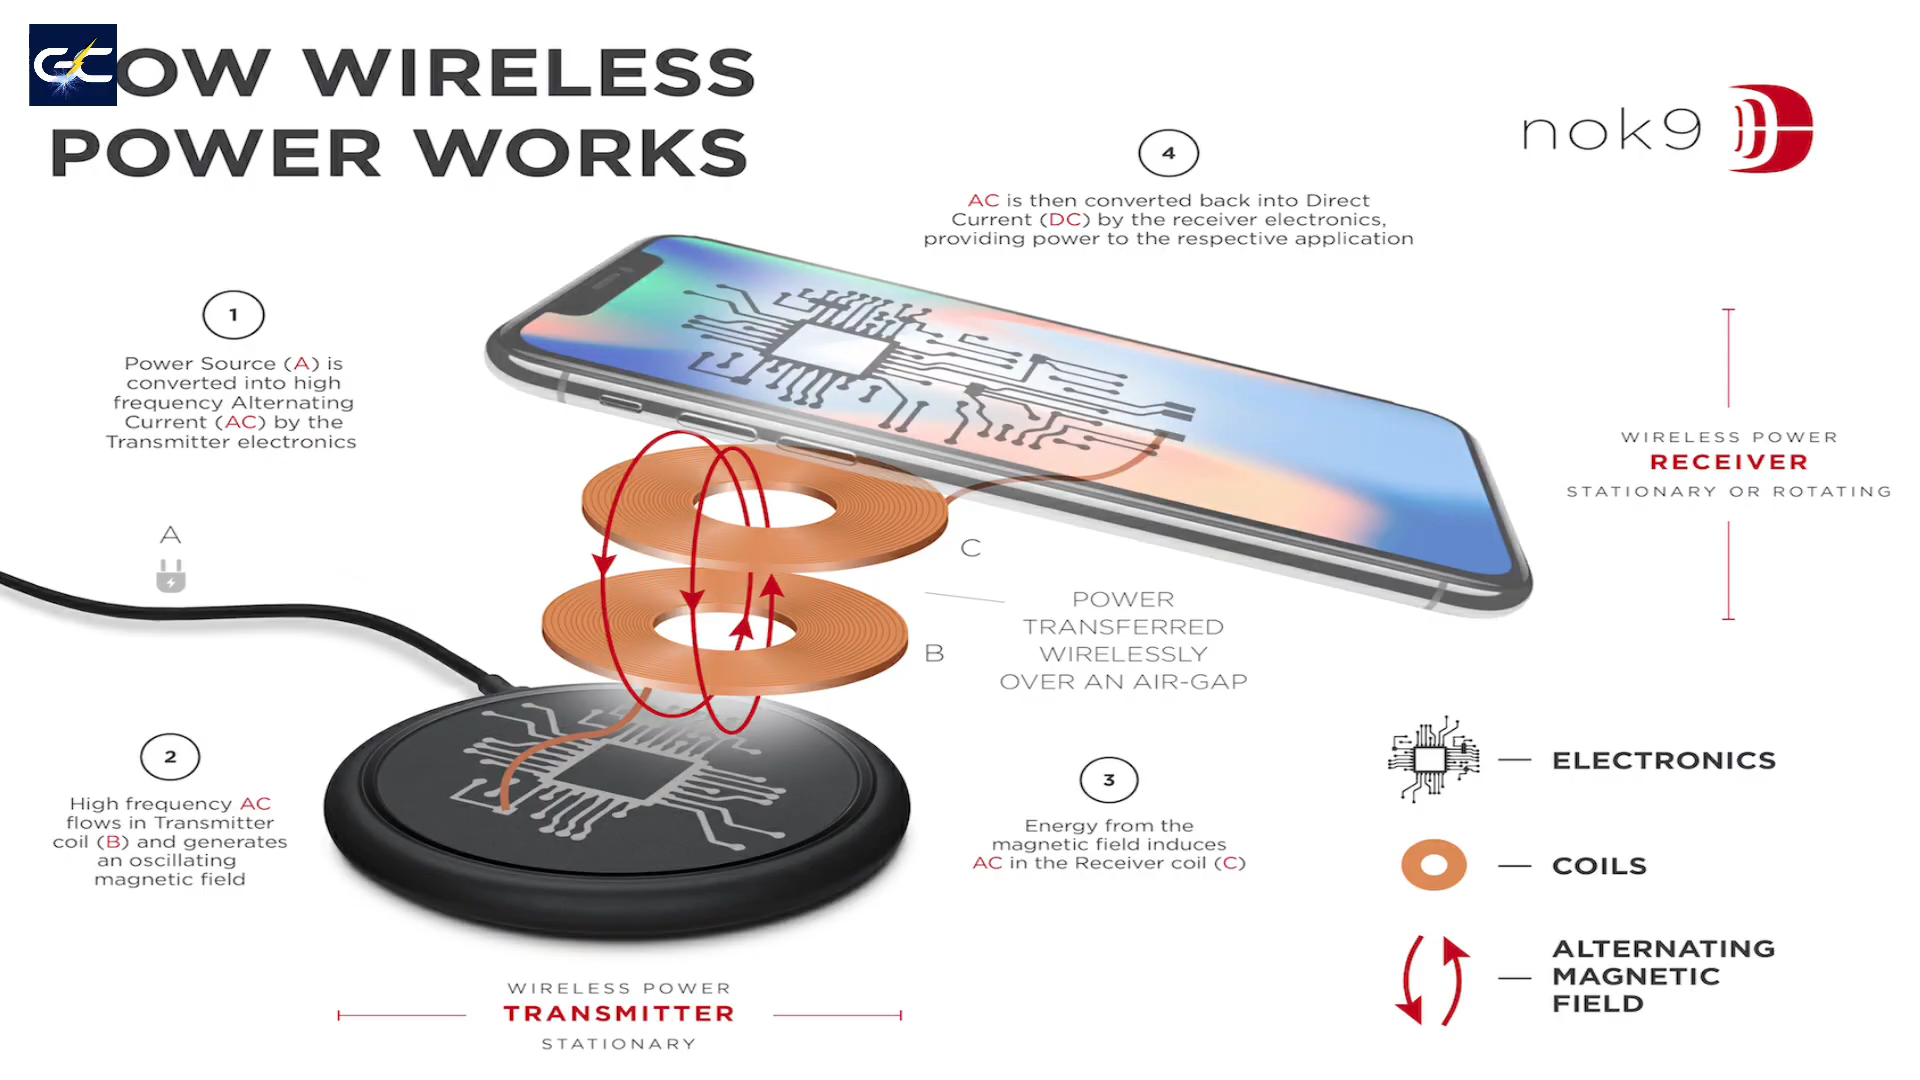 GC
OW WIRELESS
POWER WORKS
nok9
4
AC is then converted back into Direct
Current (DC) by the receiver electronics,
providing power to the respective application
1
Power Source (A) is
converted into high
frequency Alternating
Current (AC) by the
Transmitter electronics
WIRELESS POWER
RECEIVER
STATIONARY OR ROTATING
A
C
B
POWER
TRANSFERRED
WIRELESSLY
OVER AN AIR-GAP
2
High frequency AC
flows in Transmitter
coil (B) and generates
an oscillating
magnetic field
3
Energy from the
magnetic field induces
AC in the Receiver coil (C)
ELECTRONICS
COILS
ALTERNATING
MAGNETIC
FIELD
WIRELESS POWER
TRANSMITTER
STATIONARY